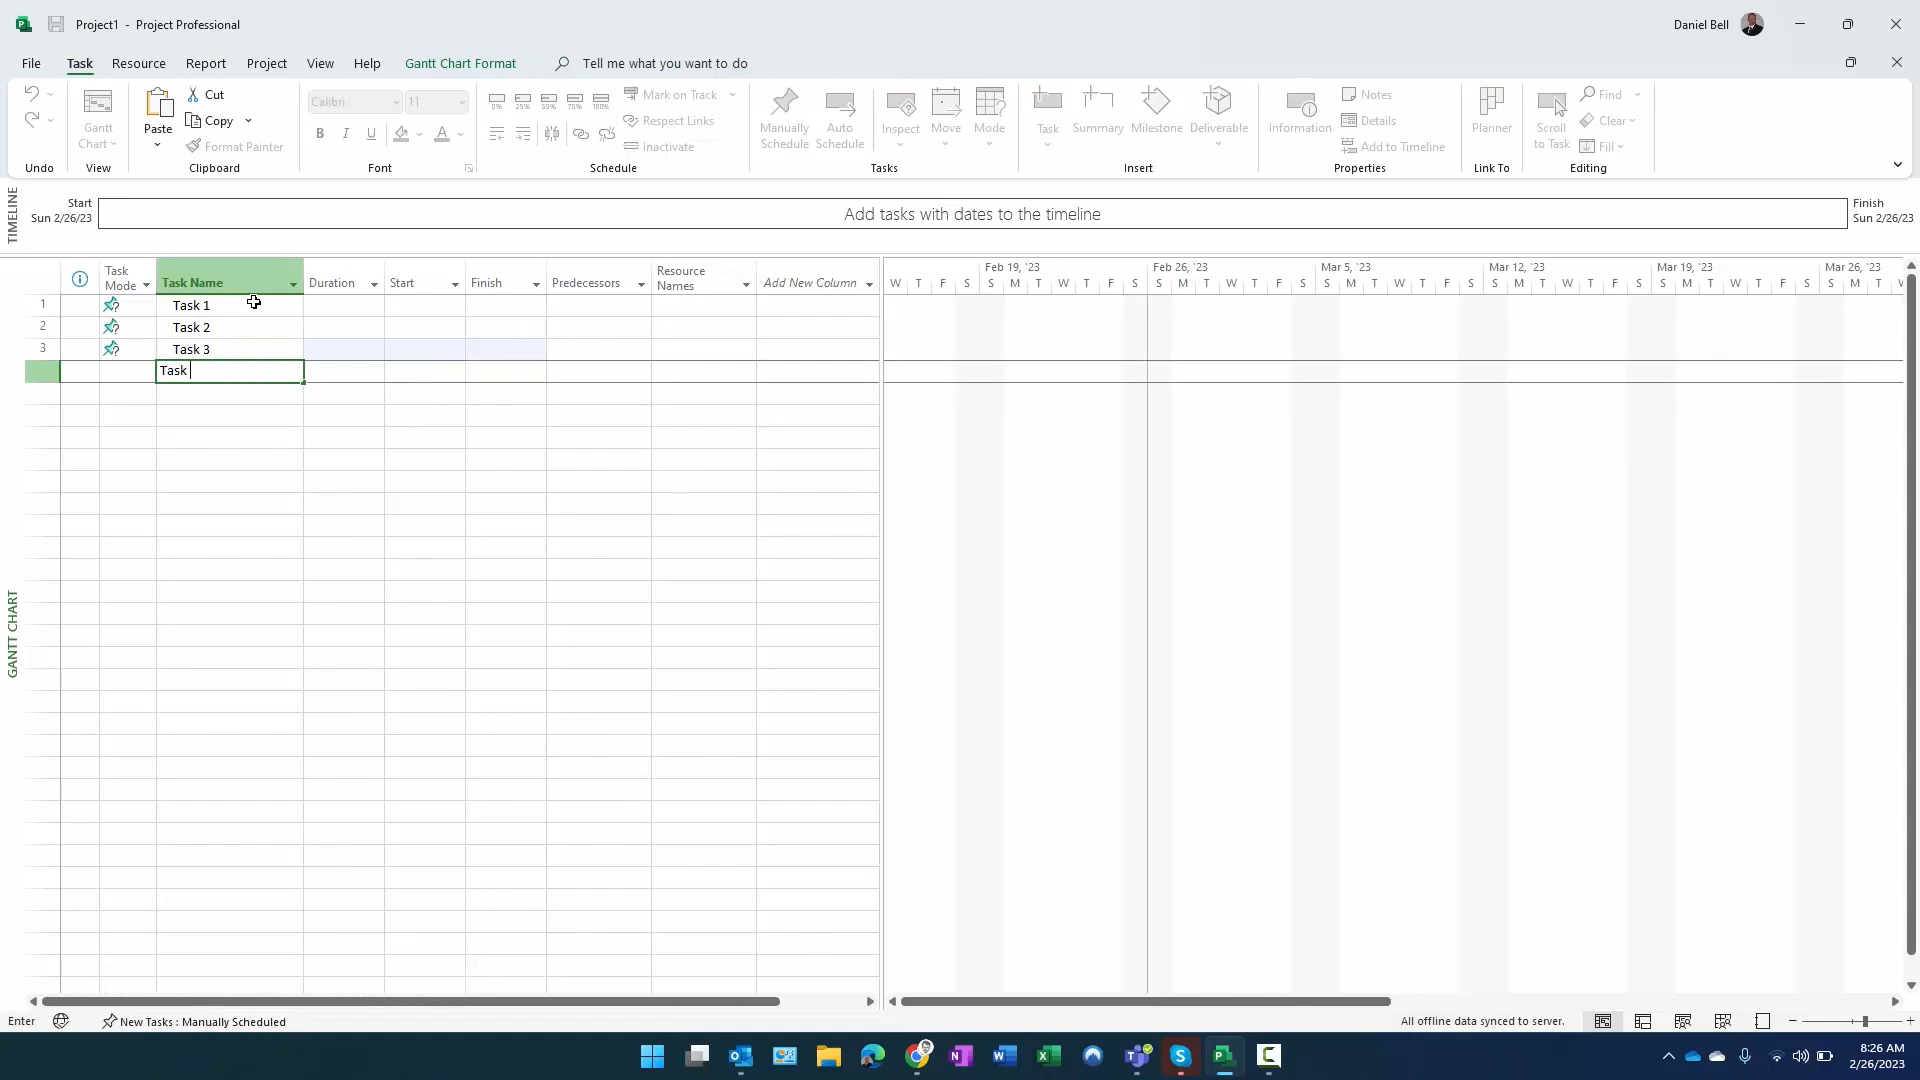 Project1 - Project Professional
Daniel Bell
File Task Resource Report Project View Help Gantt Chart Format Tell me what you want to do
Undo
Gantt Chart
View
Paste
Cut
Copy
Format Painter
Clipboard
Calibri 11
B I U A
Font
0% 25% 50% 75% 100%
Mark on Track
Respect Links
Inactivate
Schedule
Manually Schedule
Auto Schedule
Inspect
Move
Mode
Tasks
Task
Summary
Milestone
Deliverable
Insert
Information
Notes
Details
Add to Timeline
Properties
Planner
Link To
Scroll to Task
Find
Clear
Fill
Editing
TIMELINE
Start
Sun 2/26/23
Add tasks with dates to the timeline
Finish
Sun 2/26/23
Task Mode
Task Name
Duration
Start
Finish
Predecessors
Resource Names
Add New Column
Feb 19, '23 Feb 26, '23 Mar 5, '23 Mar 12, '23 Mar 19, '23 Mar 26, '23
W T F S S M T W T F S S M T W T F S S M T W T F S S M T W T F S S M T W T F S S M T W
1 Task 1
2 Task 2
3 Task 3
Task
GANTT CHART
Enter
New Tasks : Manually Scheduled
All offline data synced to server.
8:26 AM
2/26/2023